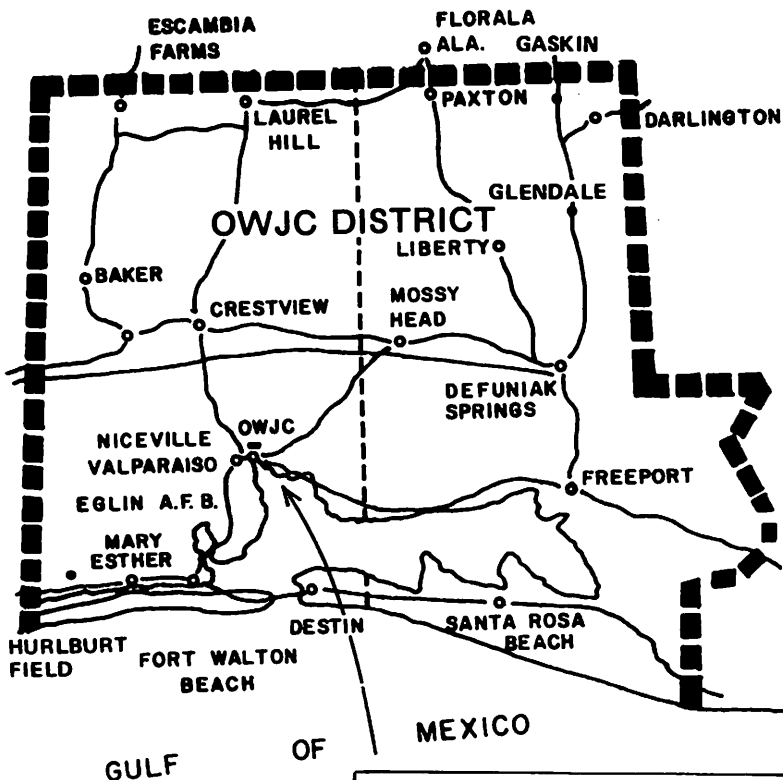 ESCAMBIA
FARMS
FLORALA
ALA.
GASKIN
LAUREL
HILL
PAXTON
DARLINGTON
GLENDALE
OWJC DISTRICT
LIBERTY
BAKER
CRESTVIEW
MOSSY
HEAD
DEFUNIAK
SPRINGS
OWJC
NICEVILLE
VALPARAISO
FREEPORT
EGLIN A.F.B.
MARY
ESTHER
DESTIN
SANTA ROSA
BEACH
HURLBURT
FIELD
FORT WALTON
BEACH
GULF OF MEXICO